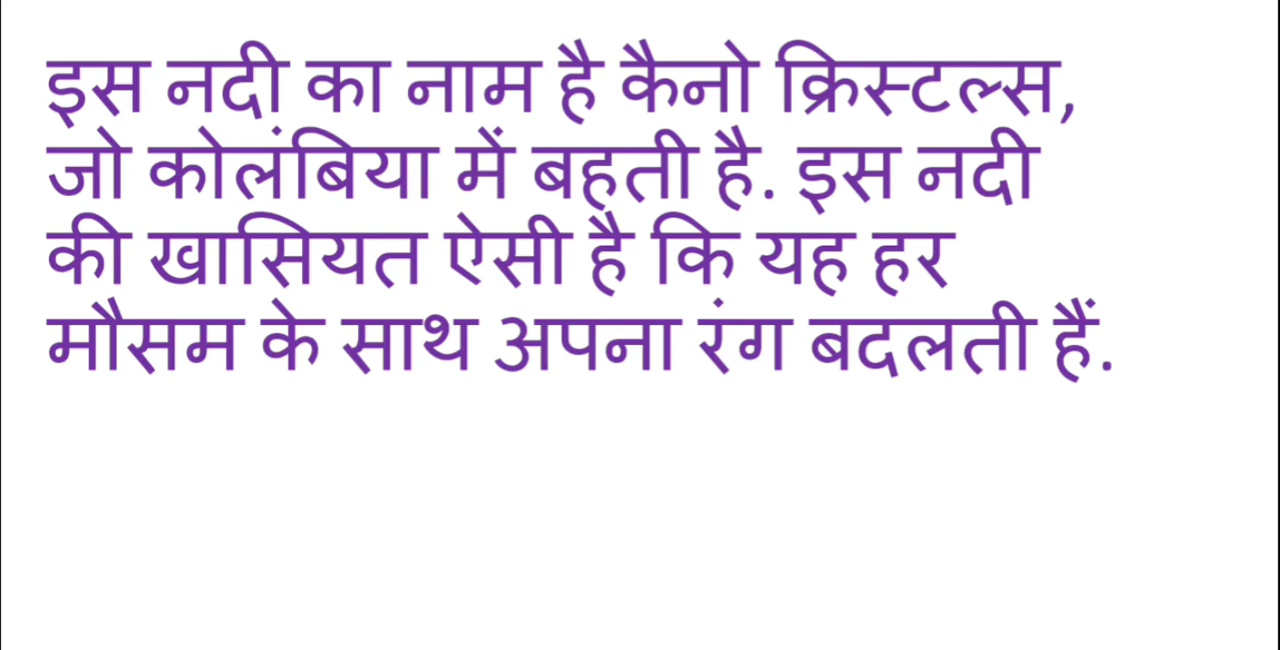 इस नदी का नाम है कैनो क्रिस्टल्स,
जो कोलंबिया में बहती है. इस नदी
की खासियत ऐसी है कि यह हर
मौसम के साथ अपना रंग बदलती हैं.